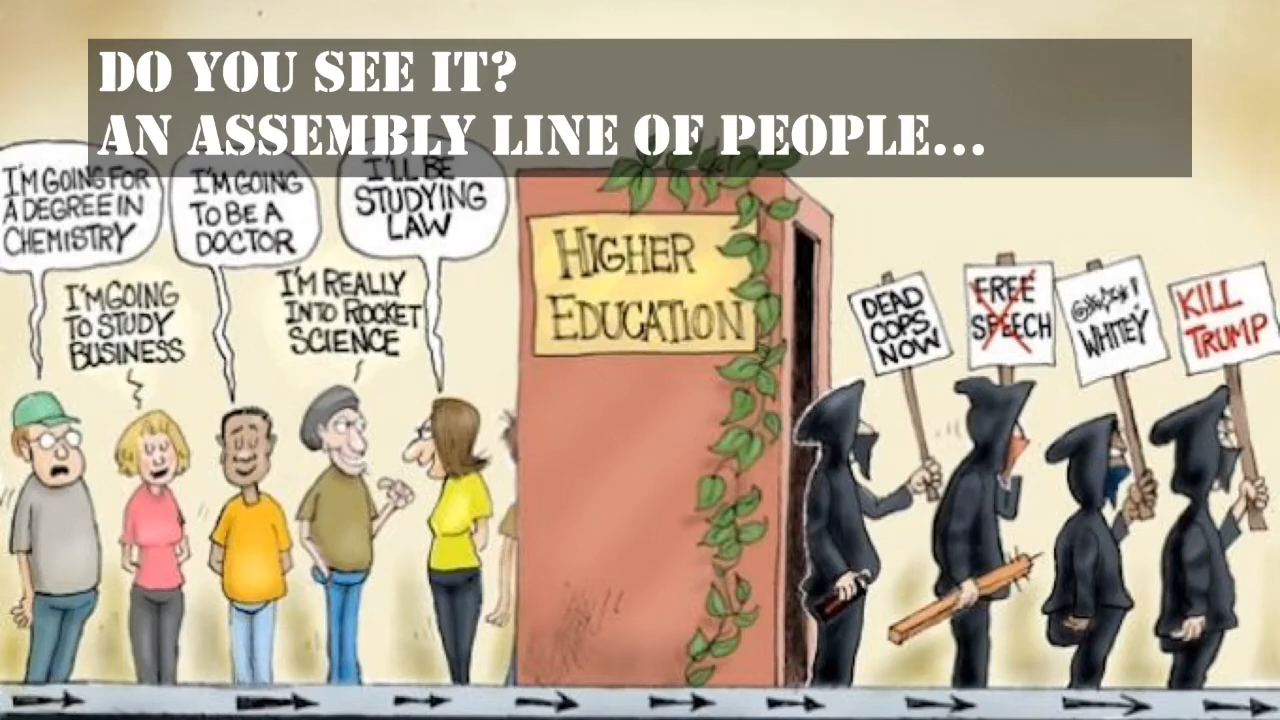 DO YOU SEE IT?
AN ASSEMBLY LINE OF PEOPLE...
I'M GOING FOR
A DEGREE IN
CHEMISTRY
I'M GOING
TO STUDY
BUSINESS
I'M GOING
TO BE A
DOCTOR
I'M REALLY
INTO ROCKET
SCIENCE
I'LL BE
STUDYING
LAW
HIGHER
EDUCATION
DEAD
COPS
NOW
FREE
SPEECH
WHITEY
KILL
TRUMP